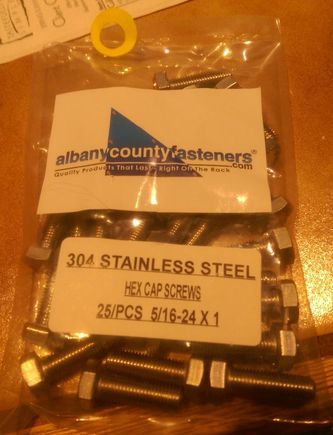 albanycountyfasteners®
.com
Quality Products That Last Right On The Rack
304 STAINLESS STEEL
HEX CAP SCREWS
25/PCS 5/16-24 X 1